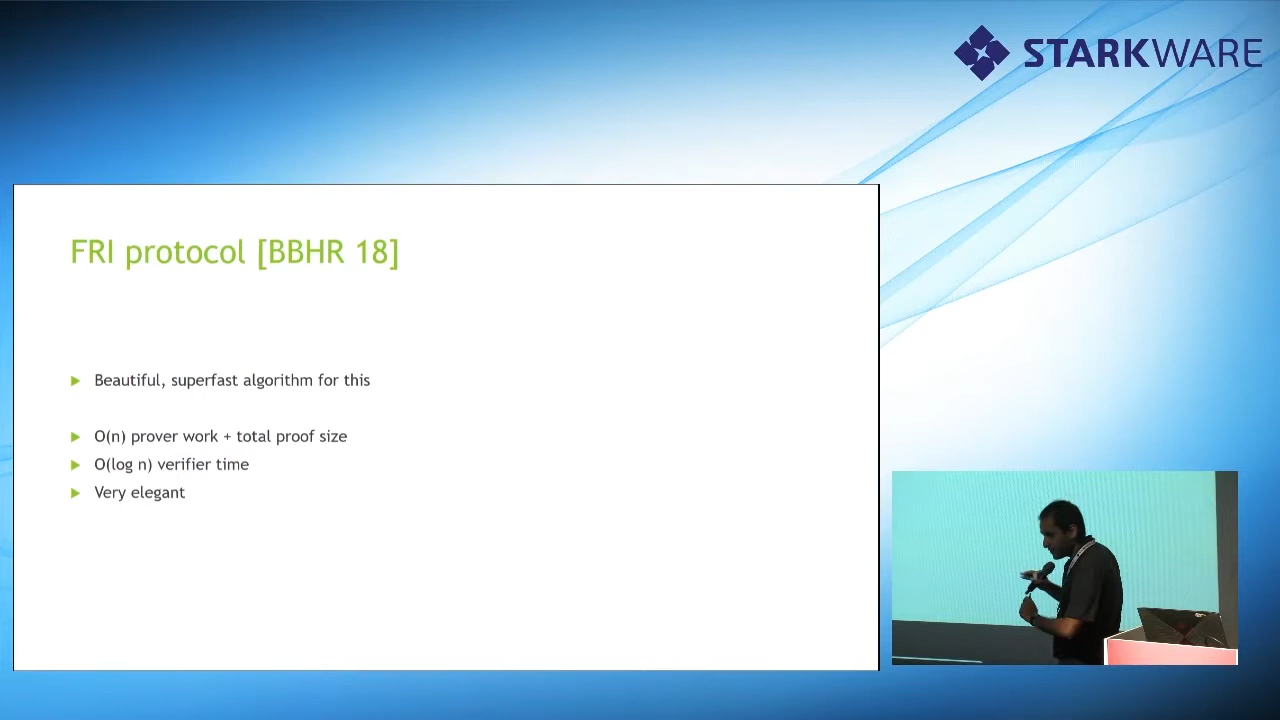 STARKWARE
FRI protocol [BBHR 18]
Beautiful, superfast algorithm for this
O(n) prover work + total proof size
O(log n) verifier time
Very elegant